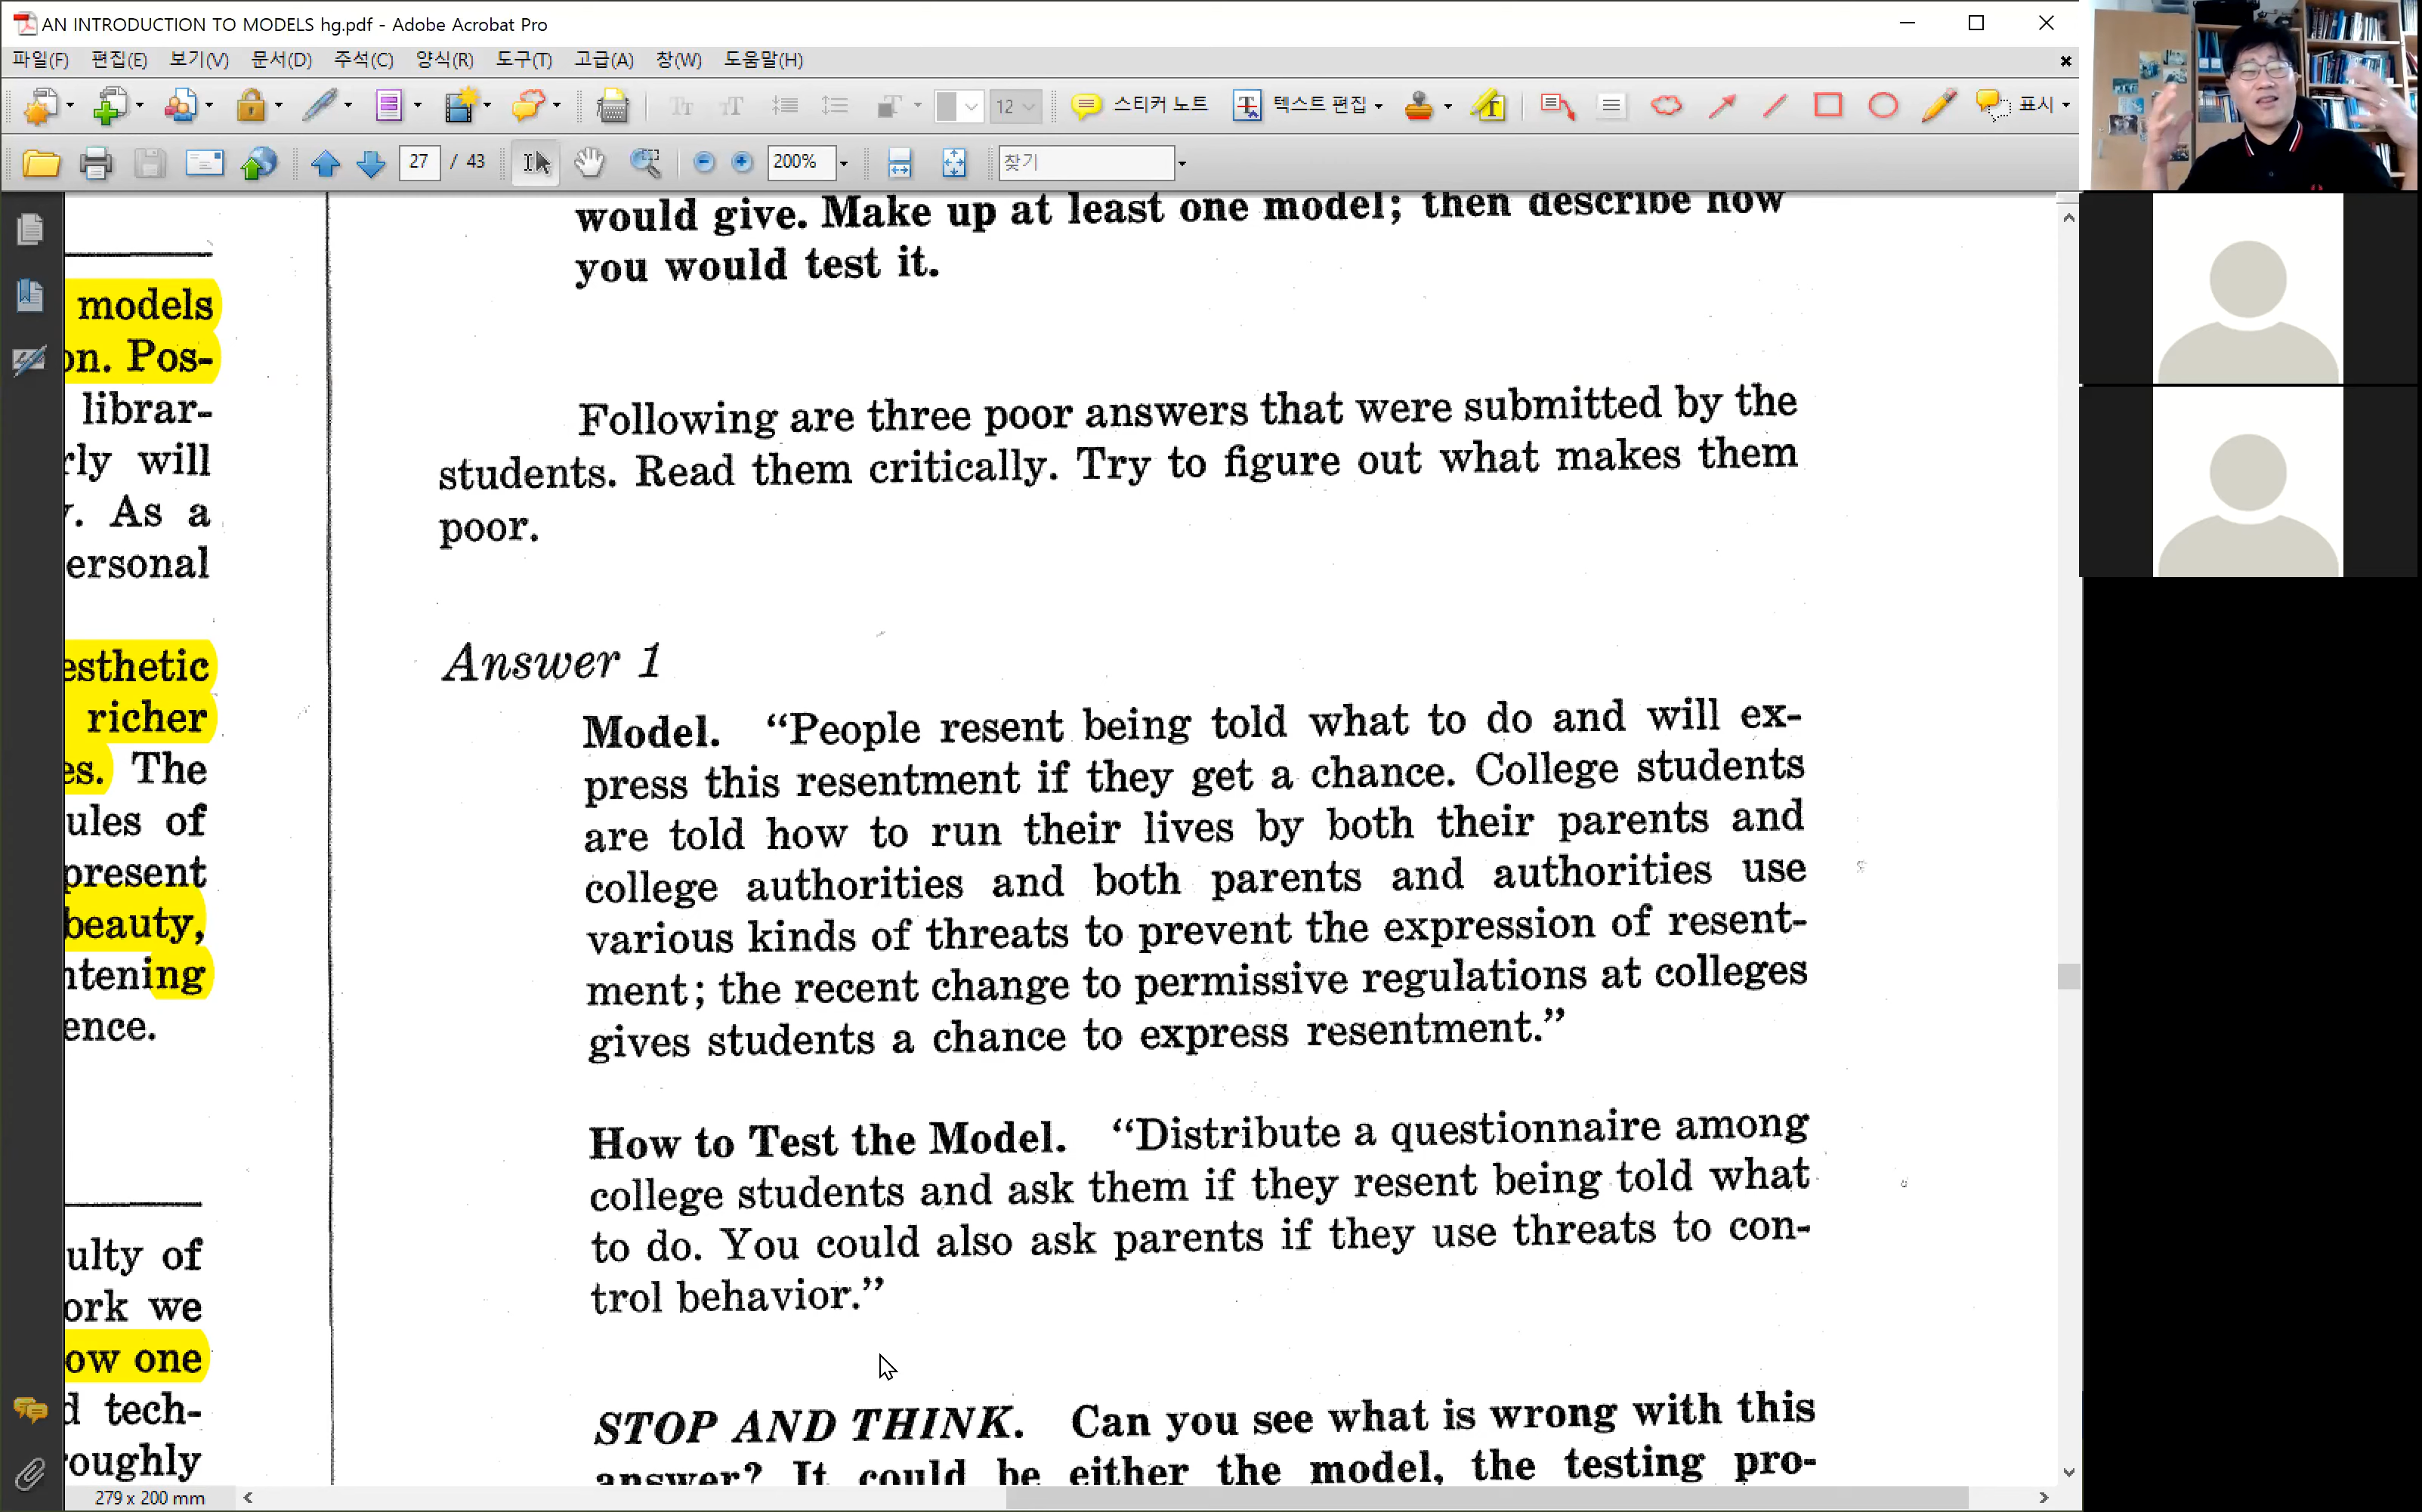 AN INTRODUCTION TO MODELS hg.pdf - Adobe Acrobat Pro
파일(F) 편집(E) 보기(V) 문서(D) 주석(C) 양식(R) 도구(T) 고급(A) 창(W) 도움말(H)
12 스티커 노트 텍스트 편집 표시
27 / 43 200% 찾기
models
on. Pos-
librar-
rly will
. As a
ersonal
esthetic
richer
es. The
ules of
present
beauty,
ntening
ence.
ulty of
ork we
ow one
d tech-
roughly
would give. Make up at least one model; then describe how
you would test it.
Following are three poor answers that were submitted by the
students. Read them critically. Try to figure out what makes them
poor.
Answer 1
Model. “People resent being told what to do and will ex-
press this resentment if they get a chance. College students
are told how to run their lives by both their parents and
college authorities and both parents and authorities use
various kinds of threats to prevent the expression of resent-
ment; the recent change to permissive regulations at colleges
gives students a chance to express resentment.”
How to Test the Model. “Distribute a questionnaire among
college students and ask them if they resent being told what
to do. You could also ask parents if they use threats to con-
trol behavior.”
STOP AND THINK. Can you see what is wrong with this
answer? It could be either the model, the testing pro-
279 x 200 mm